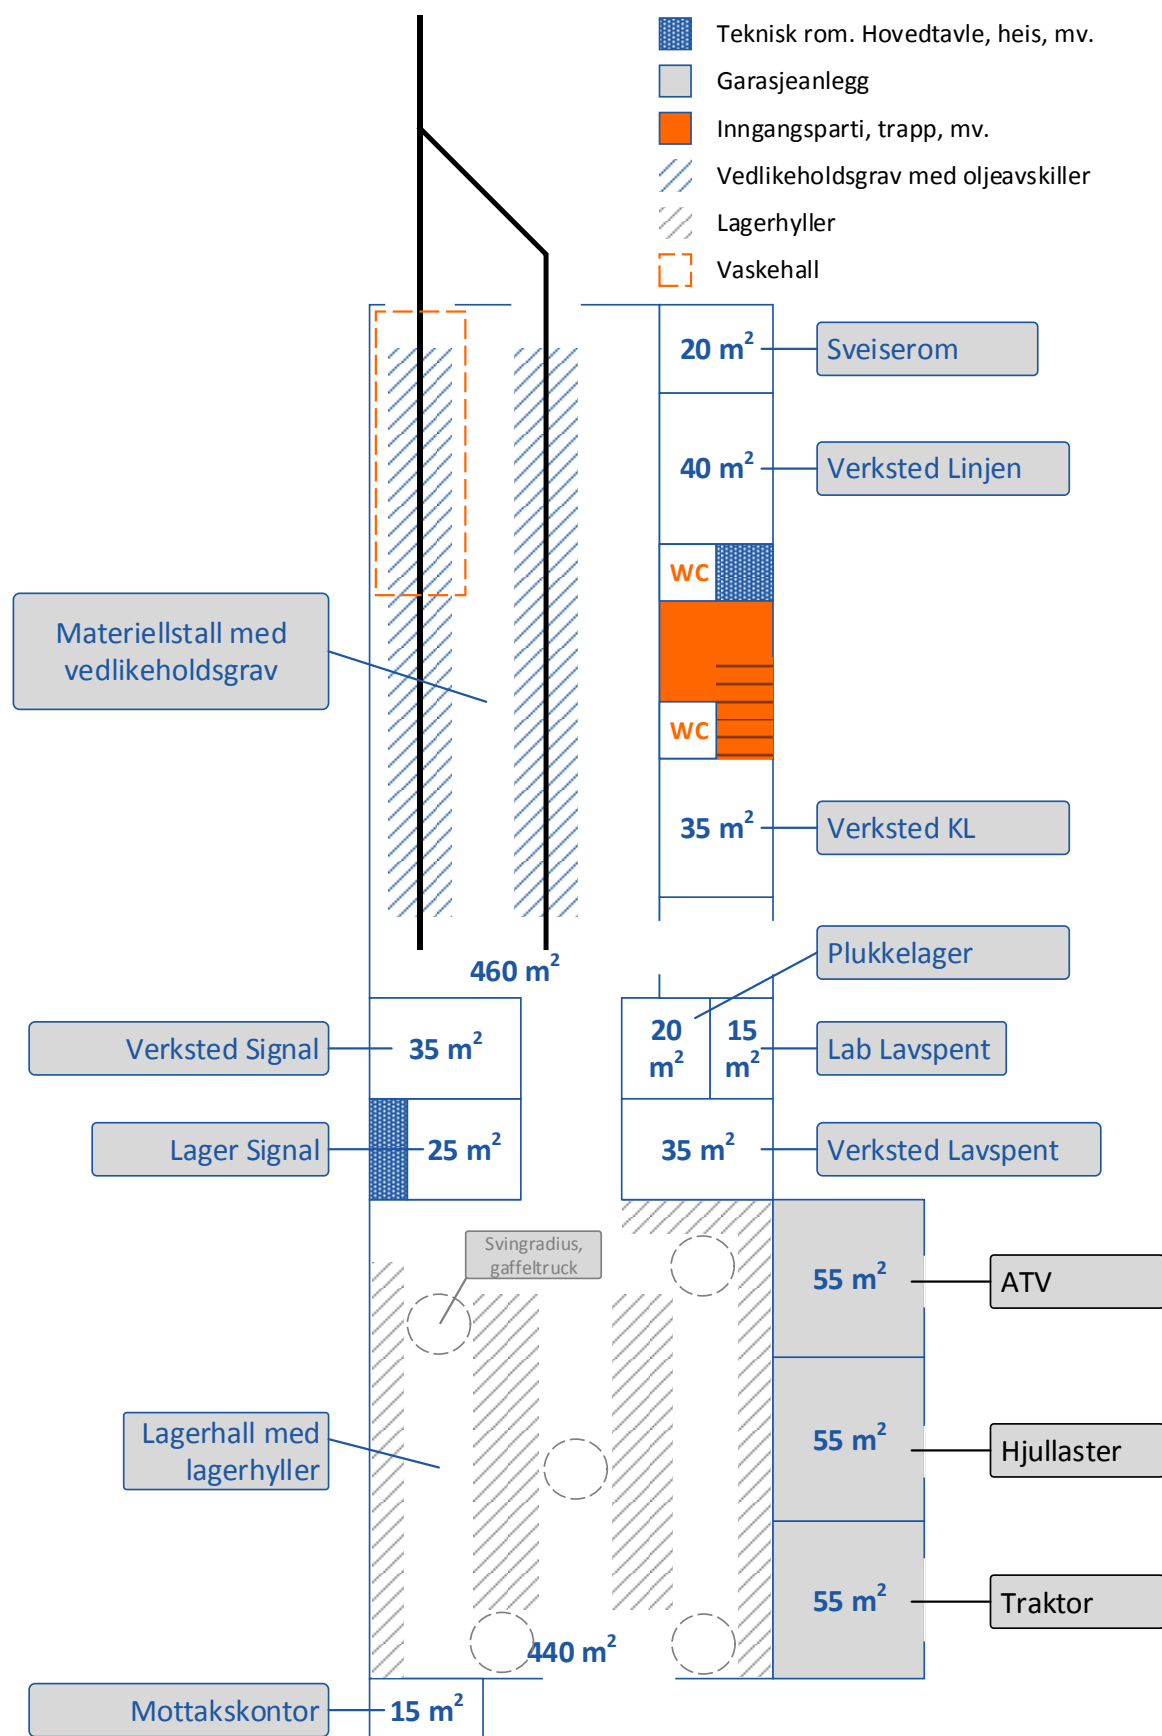 Teknisk rom. Hovedtavle, heis, mv.
Garasjeanlegg
Inngangsparti, trapp, mv.
Vedlikeholdsgrav med oljeavskiller
Lagerhyller
Vaskehall
20 m²
Sveiserom
40 m²
Verksted Linjen
WC
Materiellstall med
vedlikeholdsgrav
WC
35 m²
Verksted KL
Plukkelager
460 m²
Verksted Signal
35 m²
20
m²
15
m²
Lab Lavspent
Lager Signal
25 m²
35 m²
Verksted Lavspent
Svingradius,
gaffeltruck
55 m²
ATV
Lagerhall med
lagerhyller
55 m²
Hjullaster
55 m²
Traktor
440 m²
Mottakskontor
15 m²